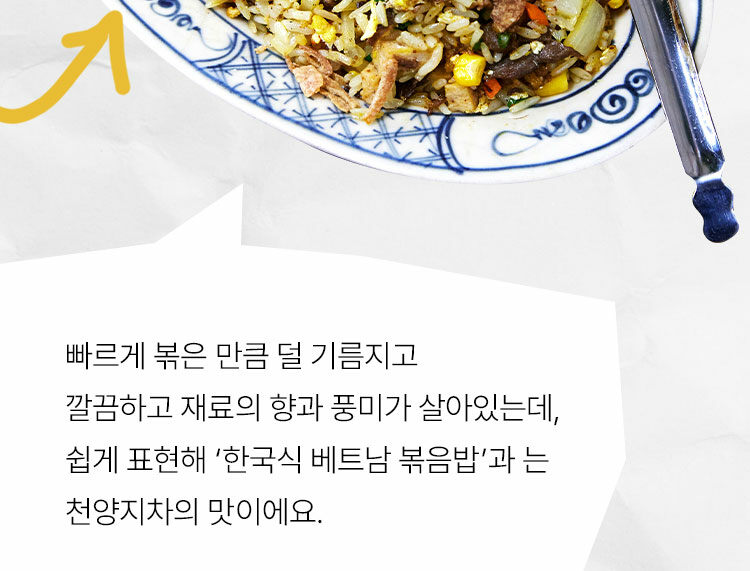 빠르게 볶은 만큼 덜 기름지고
깔끔하고 재료의 향과 풍미가 살아있는데,
쉽게 표현해 ‘한국식 베트남 볶음밥’과 는
천양지차의 맛이에요.